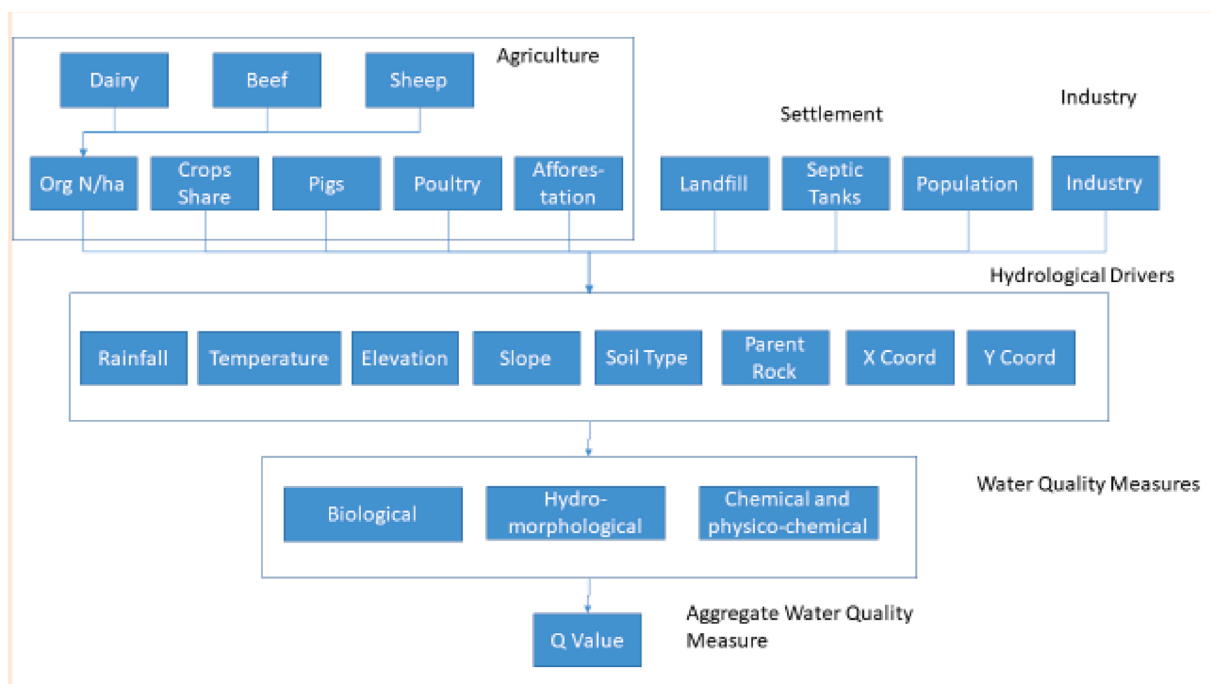 Agriculture
Dairy
Beef
Sheep
Industry
Settlement
Org N/ha
Crops
Share
Pigs
Poultry
Affores-
tation
Landfill
Septic
Tanks
Population
Industry
Hydrological Drivers
Rainfall
Temperature
Elevation
Slope
Soil Type
Parent
Rock
X Coord
Y Coord
Water Quality Measures
Biological
Hydro-
morphological
Chemical and
physico-chemical
Aggregate Water Quality
Measure
Q Value